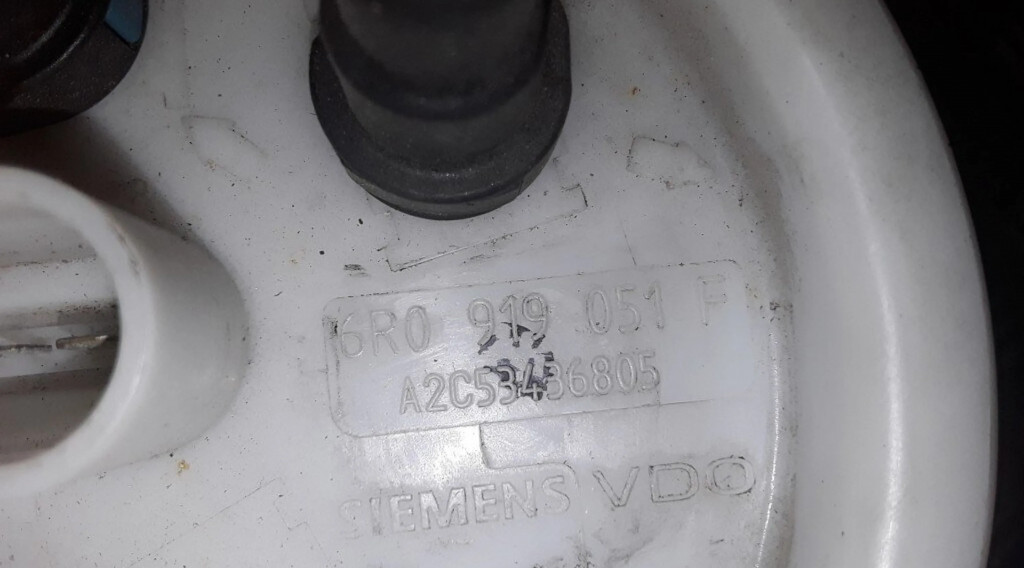 6R0 919 051 F
A2C53436805
SIEMENS VDO